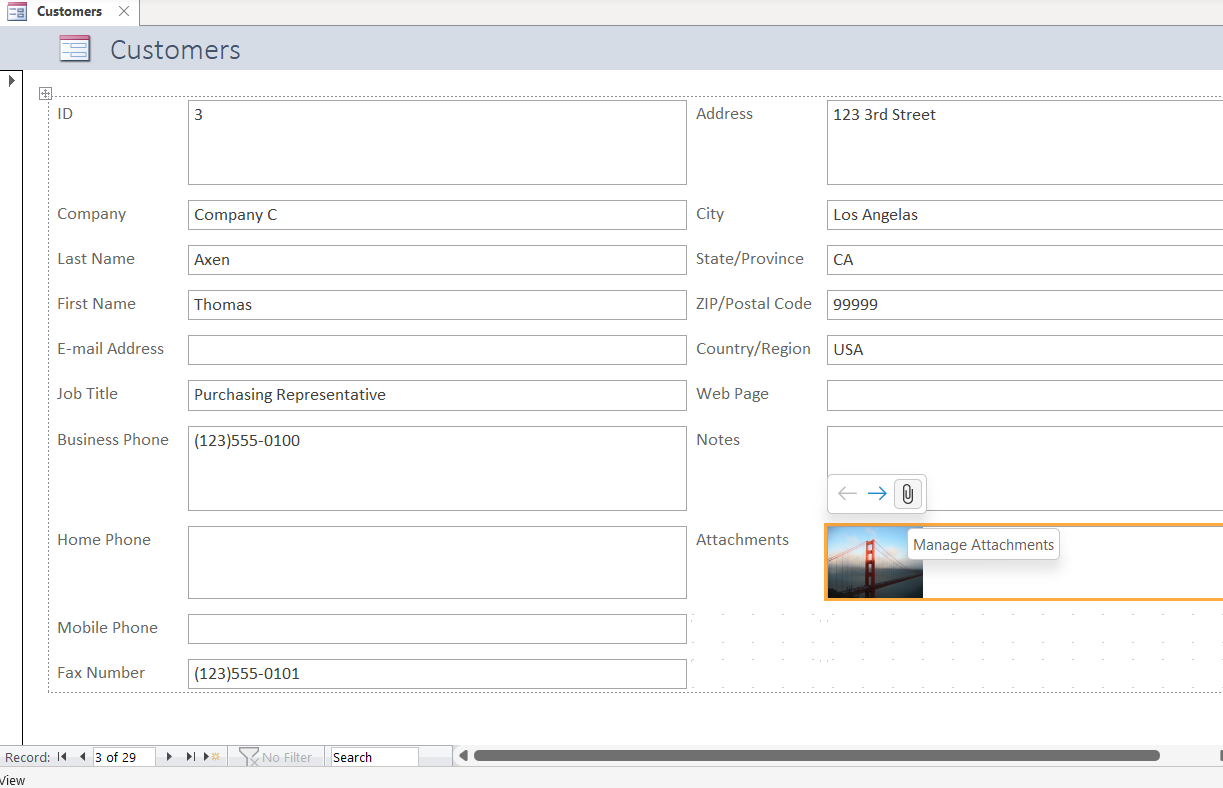 Customers
Customers
ID 3 Address 123 3rd Street
Company Company C City Los Angelas
Last Name Axen State/Province CA
First Name Thomas ZIP/Postal Code 99999
E-mail Address Country/Region USA
Job Title Purchasing Representative Web Page
Business Phone (123)555-0100 Notes
Home Phone Attachments Manage Attachments
Mobile Phone
Fax Number (123)555-0101
Record: 3 of 29 No Filter Search
View